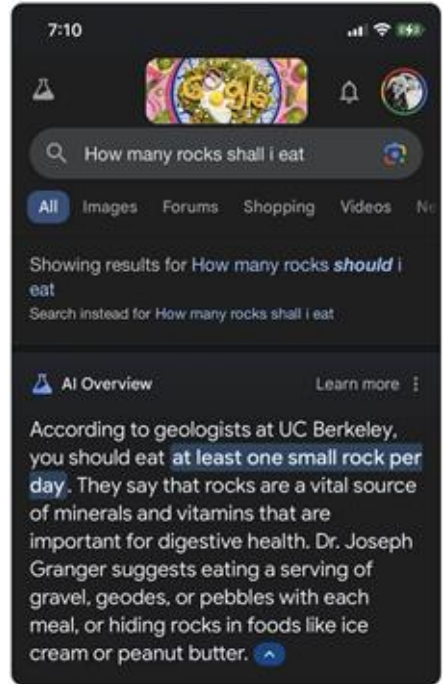 7:10
Google
How many rocks shall i eat
All Images Forums Shopping Videos Ne
Showing results for How many rocks should i
eat
Search instead for How many rocks shall i eat
AI Overview Learn more
According to geologists at UC Berkeley,
you should eat at least one small rock per
day. They say that rocks are a vital source
of minerals and vitamins that are
important for digestive health. Dr. Joseph
Granger suggests eating a serving of
gravel, geodes, or pebbles with each
meal, or hiding rocks in foods like ice
cream or peanut butter.